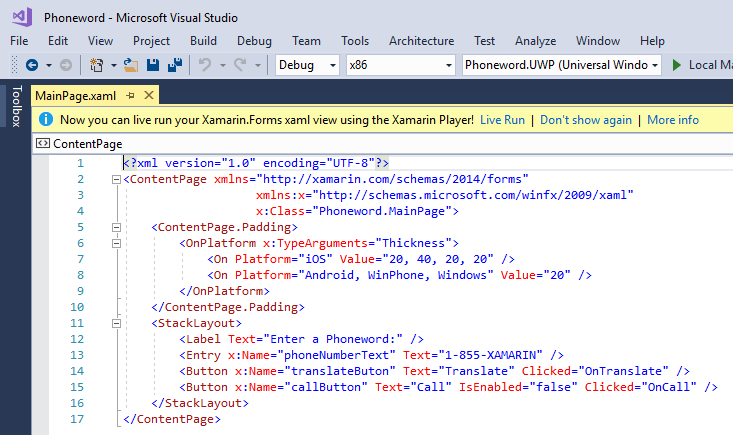 Phoneword - Microsoft Visual Studio
File Edit View Project Build Debug Team Tools Architecture Test Analyze Window Help
Debug x86 Phoneword.UWP (Universal Windo Local Ma
Toolbox
MainPage.xaml
Now you can live run your Xamarin.Forms xaml view using the Xamarin Player! Live Run | Don't show again | More info
ContentPage
1 <?xml version="1.0" encoding="UTF-8"?>
2 <ContentPage xmlns="http://xamarin.com/schemas/2014/forms"
3 xmlns:x="http://schemas.microsoft.com/winfx/2009/xaml"
4 x:Class="Phoneword.MainPage">
5 <ContentPage.Padding>
6 <OnPlatform x:TypeArguments="Thickness">
7 <On Platform="iOS" Value="20, 40, 20, 20" />
8 <On Platform="Android, WinPhone, Windows" Value="20" />
9 </OnPlatform>
10 </ContentPage.Padding>
11 <StackLayout>
12 <Label Text="Enter a Phoneword:" />
13 <Entry x:Name="phoneNumberText" Text="1-855-XAMARIN" />
14 <Button x:Name="translateButon" Text="Translate" Clicked="OnTranslate" />
15 <Button x:Name="callButton" Text="Call" IsEnabled="false" Clicked="OnCall" />
16 </StackLayout>
17 </ContentPage>